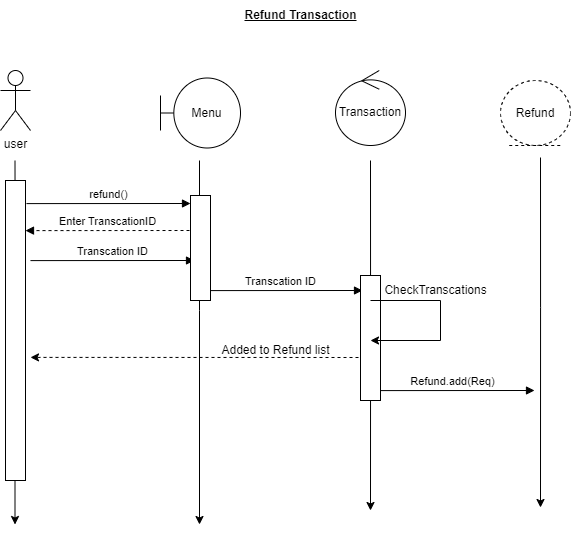 Refund Transaction
Menu
Transaction
Refund
user
refund()
Enter TranscationID
Transcation ID
Transcation ID
CheckTranscations
Added to Refund list
Refund.add(Req)